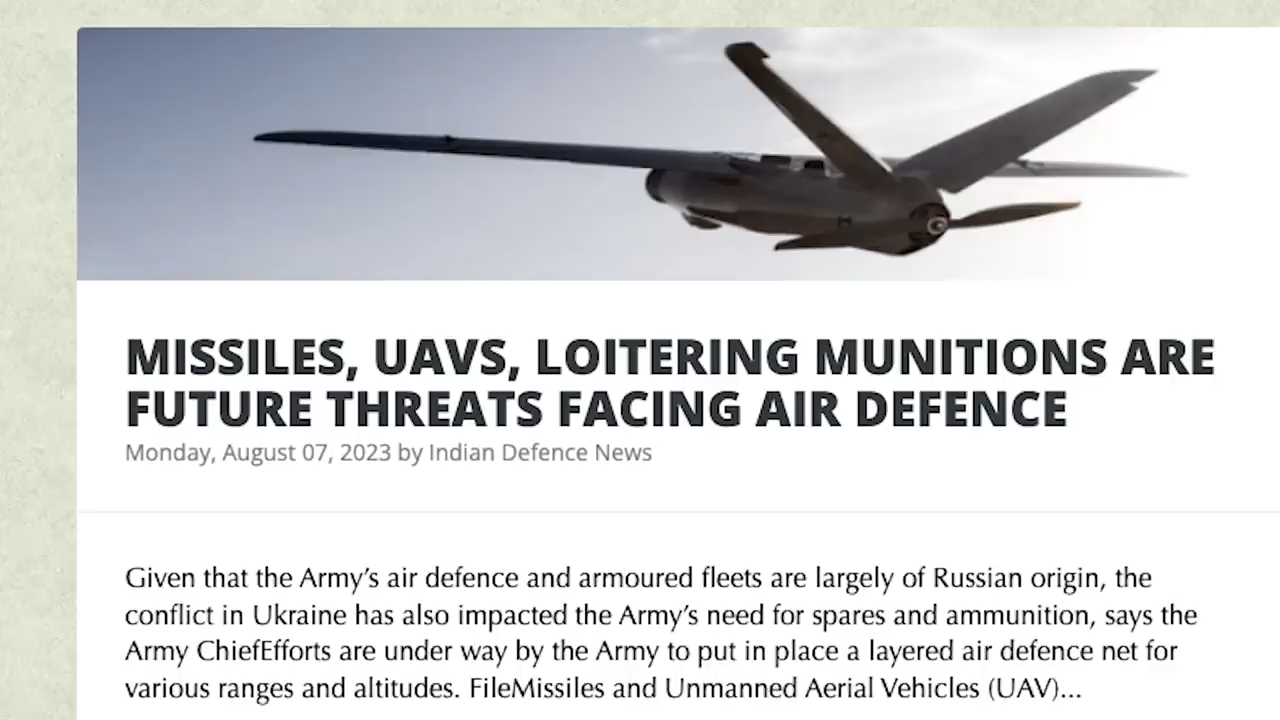 MISSILES, UAVS, LOITERING MUNITIONS ARE
FUTURE THREATS FACING AIR DEFENCE
Monday, August 07, 2023 by Indian Defence News
Given that the Army’s air defence and armoured fleets are largely of Russian origin, the
conflict in Ukraine has also impacted the Army’s need for spares and ammunition, says the
Army ChiefEfforts are under way by the Army to put in place a layered air defence net for
various ranges and altitudes. FileMissiles and Unmanned Aerial Vehicles (UAV)...